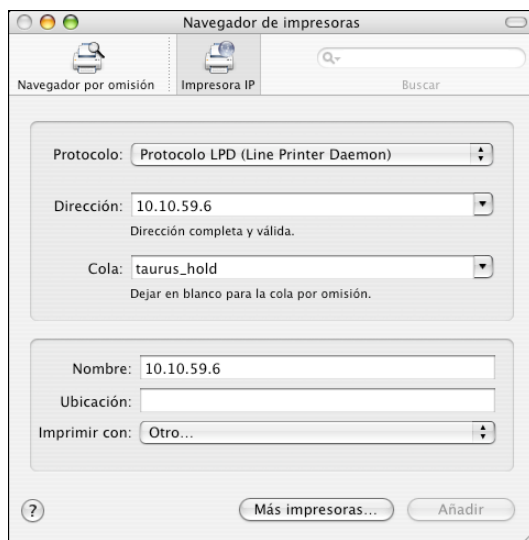 Navegador de impresoras
Navegador por omisión
Impresora IP
Buscar
Protocolo: Protocolo LPD (Line Printer Daemon)
Dirección: 10.10.59.6
Dirección completa y válida.
Cola: taurus_hold
Dejar en blanco para la cola por omisión.
Nombre: 10.10.59.6
Ubicación:
Imprimir con: Otro...
? Más impresoras... Añadir